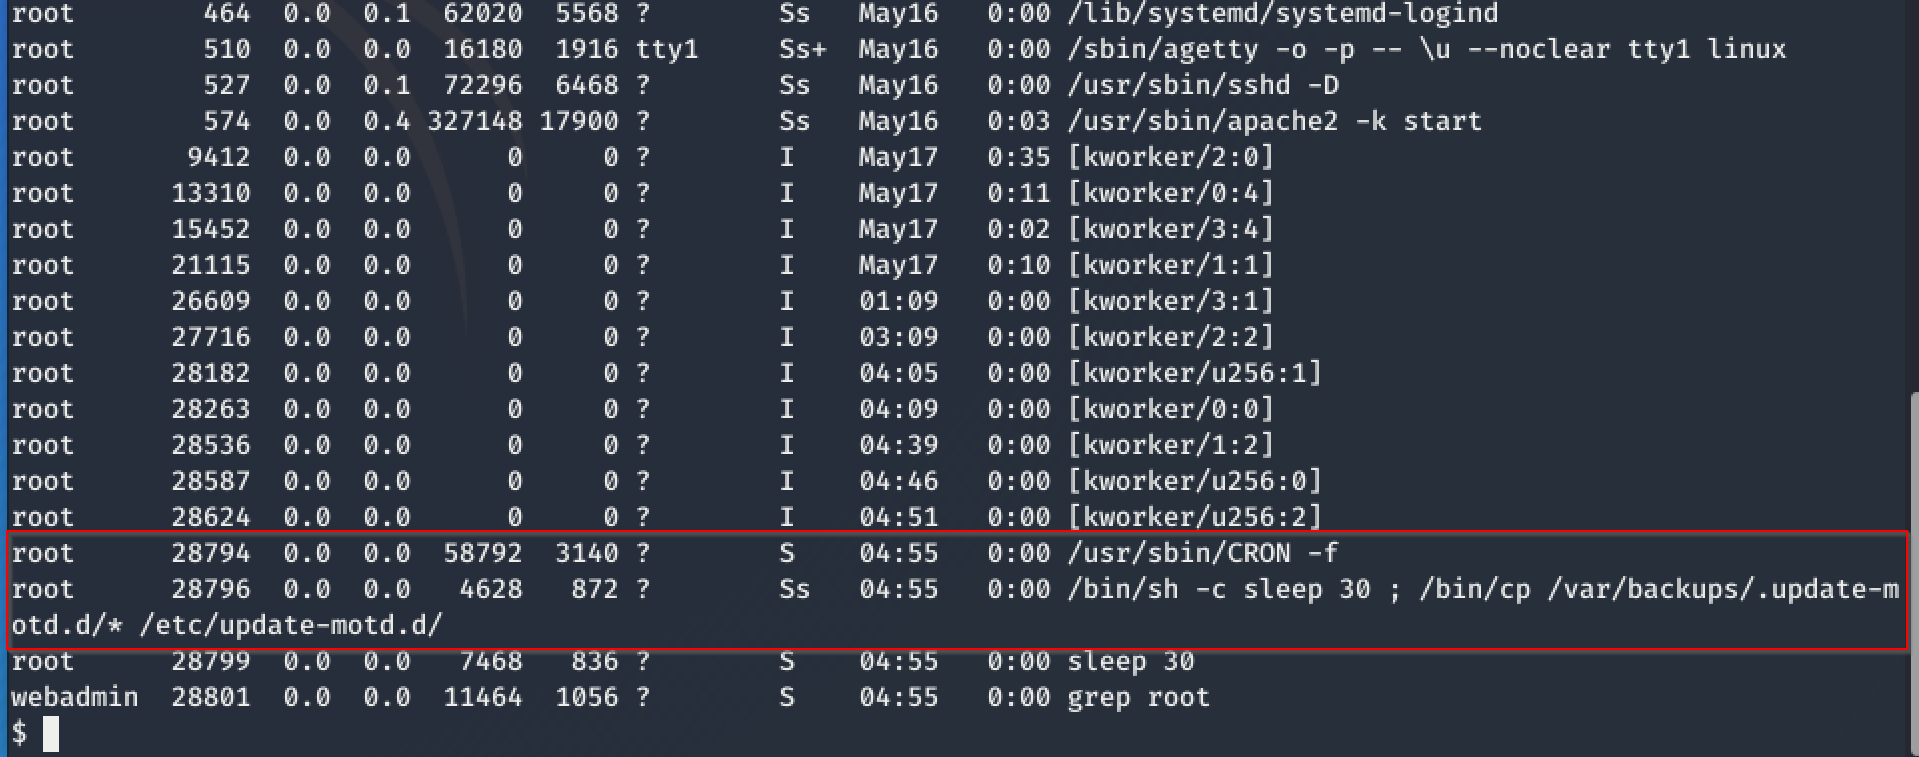 root 464 0.0 0.1 62020 5568 ? Ss May16 0:00 /lib/systemd/systemd-logind
root 510 0.0 0.0 16180 1916 tty1 Ss+ May16 0:00 /sbin/agetty -o -p -- \u --noclear tty1 linux
root 527 0.0 0.1 72296 6468 ? Ss May16 0:00 /usr/sbin/sshd -D
root 574 0.0 0.4 327148 17900 ? Ss May16 0:03 /usr/sbin/apache2 -k start
root 9412 0.0 0.0 0 0 ? I May17 0:35 [kworker/2:0]
root 13310 0.0 0.0 0 0 ? I May17 0:11 [kworker/0:4]
root 15452 0.0 0.0 0 0 ? I May17 0:02 [kworker/3:4]
root 21115 0.0 0.0 0 0 ? I May17 0:10 [kworker/1:1]
root 26609 0.0 0.0 0 0 ? I 01:09 0:00 [kworker/3:1]
root 27716 0.0 0.0 0 0 ? I 03:09 0:00 [kworker/2:2]
root 28182 0.0 0.0 0 0 ? I 04:05 0:00 [kworker/u256:1]
root 28263 0.0 0.0 0 0 ? I 04:09 0:00 [kworker/0:0]
root 28536 0.0 0.0 0 0 ? I 04:39 0:00 [kworker/1:2]
root 28587 0.0 0.0 0 0 ? I 04:46 0:00 [kworker/u256:0]
root 28624 0.0 0.0 0 0 ? I 04:51 0:00 [kworker/u256:2]
root 28794 0.0 0.0 58792 3140 ? S 04:55 0:00 /usr/sbin/CRON -f
root 28796 0.0 0.0 4628 872 ? Ss 04:55 0:00 /bin/sh -c sleep 30 ; /bin/cp /var/backups/.update-m
otd.d/* /etc/update-motd.d/
root 28799 0.0 0.0 7468 836 ? S 04:55 0:00 sleep 30
webadmin 28801 0.0 0.0 11464 1056 ? S 04:55 0:00 grep root
$